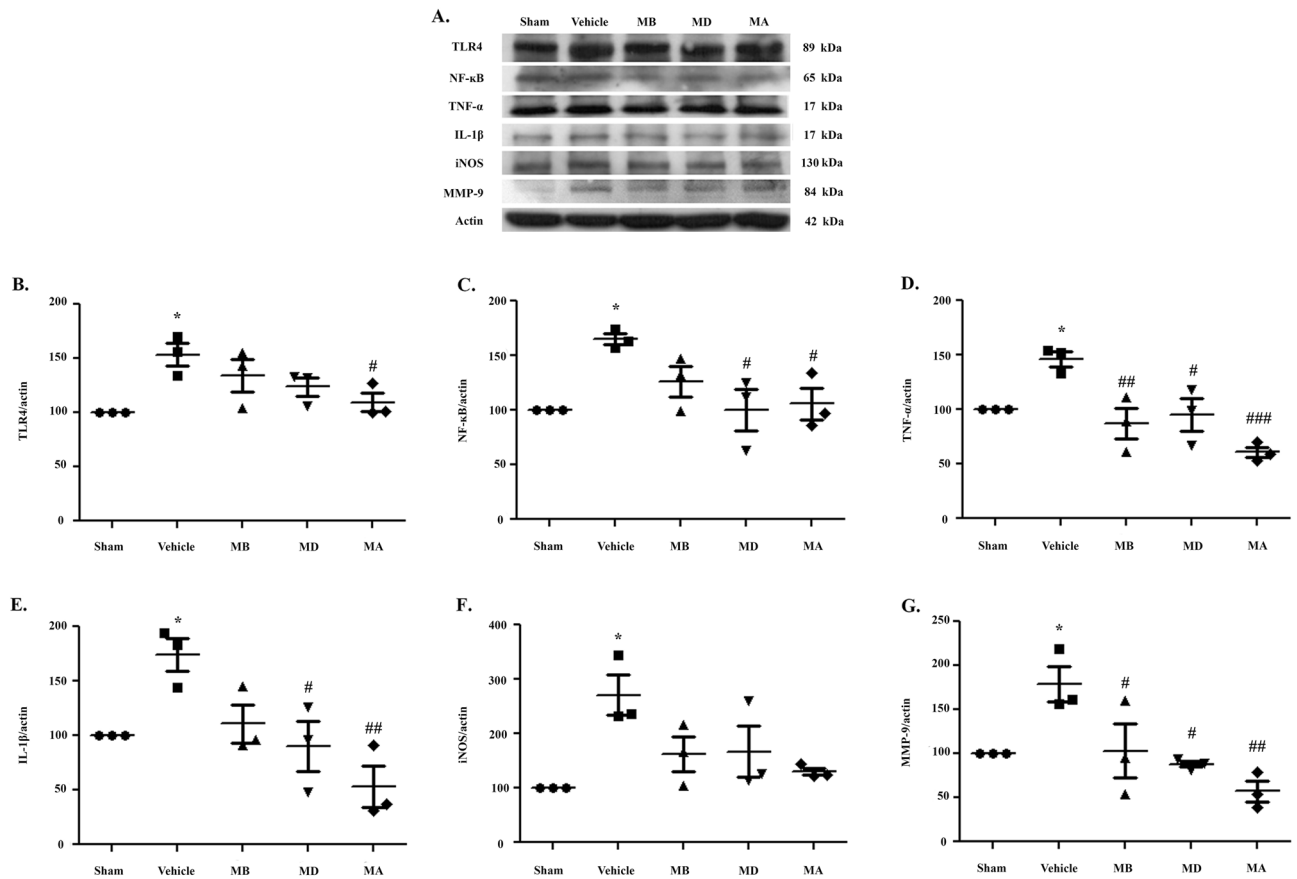 A.
Sham Vehicle MB MD MA
TLR4 89 kDa
NF-κB 65 kDa
TNF-α 17 kDa
IL-1β 17 kDa
iNOS 130 kDa
MMP-9 84 kDa
Actin 42 kDa
B.
TLR4/actin
200
150
100
50
0
*
#
Sham Vehicle MB MD MA
C.
NF-κB/actin
200
150
100
50
0
*
#
#
Sham Vehicle MB MD MA
D.
TNF-α/actin
200
150
100
50
0
*
##
#
###
Sham Vehicle MB MD MA
E.
IL-1β/actin
200
150
100
50
0
*
#
##
Sham Vehicle MB MD MA
F.
iNOS/actin
400
300
200
100
0
*
Sham Vehicle MB MD MA
G.
MMP-9/actin
250
200
150
100
50
0
*
#
#
##
Sham Vehicle MB MD MA